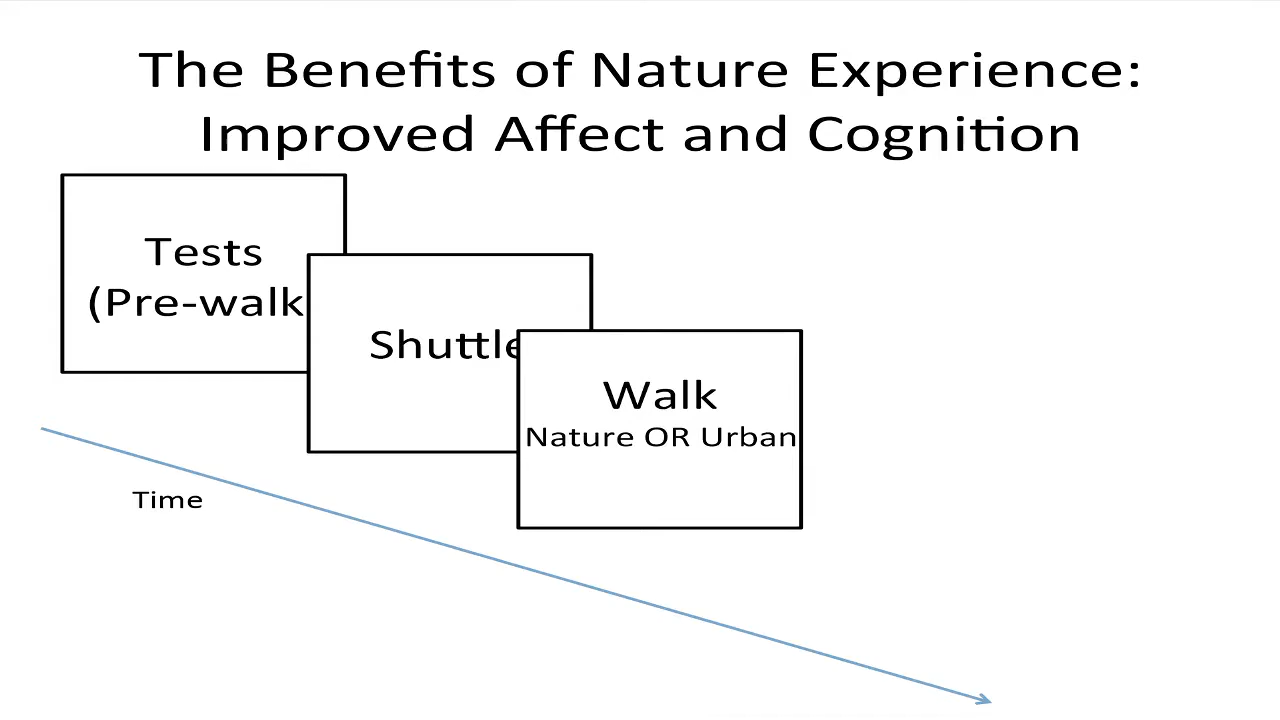 The Benefits of Nature Experience:
Improved Affect and Cognition
Tests
(Pre-walk
Shuttle
Walk
Nature OR Urban
Time